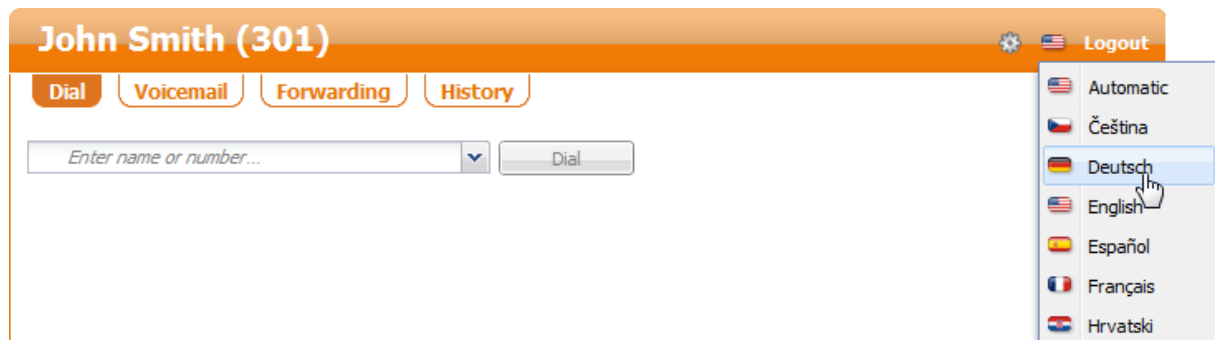 John Smith (301)
Logout
Dial Voicemail Forwarding History
Enter name or number... Dial
Automatic
Čeština
Deutsch
English
Español
Français
Hrvatski